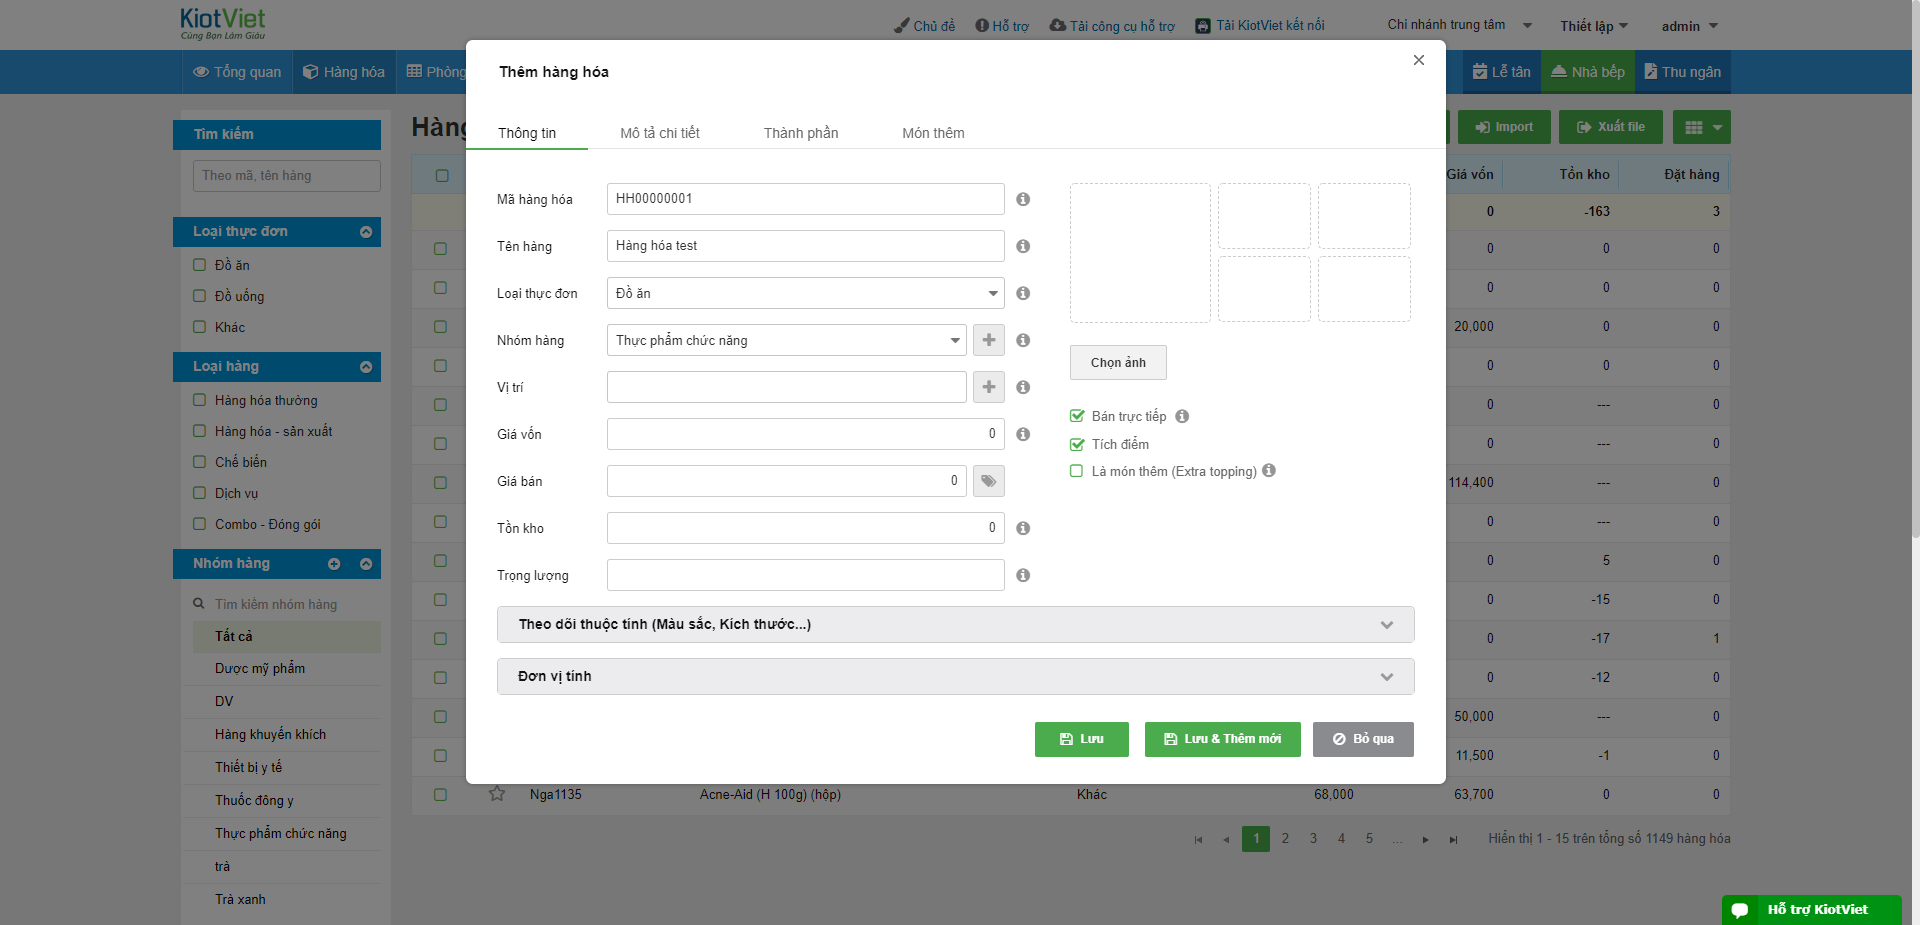 KiotViet
Cùng Bạn Làm Giàu
Chủ đề
Hỗ trợ
Tải công cụ hỗ trợ
Tải KiotViet kết nối
Chi nhánh trung tâm
Thiết lập
admin
Tổng quan
Hàng hóa
Phòng
Lễ tân
Nhà bếp
Thu ngân
Thêm hàng hóa
Thông tin
Mô tả chi tiết
Thành phần
Món thêm
Mã hàng hóa
HH00000001
Tên hàng
Hàng hóa test
Loại thực đơn
Đồ ăn
Nhóm hàng
Thực phẩm chức năng
Vị trí
Giá vốn
0
Giá bán
0
Tồn kho
0
Trọng lượng
Chọn ảnh
Bán trực tiếp
Tích điểm
Là món thêm (Extra topping)
Theo dõi thuộc tính (Màu sắc, Kích thước...)
Đơn vị tính
Lưu
Lưu & Thêm mới
Bỏ qua
Tìm kiếm
Theo mã, tên hàng
Loại thực đơn
Đồ ăn
Đồ uống
Khác
Loại hàng
Hàng hóa thường
Hàng hóa - sản xuất
Chế biến
Dịch vụ
Combo - Đóng gói
Nhóm hàng
Tìm kiếm nhóm hàng
Tất cả
Dược mỹ phẩm
DV
Hàng khuyến khích
Thiết bị y tế
Thuốc đông y
Thực phẩm chức năng
trà
Trà xanh
Hàng
Import
Xuất file
Giá vốn Tồn kho Đặt hàng
0 -163 3
0 0 0
0 0 0
20,000 0 0
0 0 0
0 --- 0
0 --- 0
114,400 --- 0
0 --- 0
0 5 0
0 -15 0
0 -17 1
0 -12 0
50,000 --- 0
11,500 -1 0
Nga1135 Acne-Aid (H 100g) (hộp) Khác 68,000 63,700 0 0
1 2 3 4 5 ...
Hiển thị 1 - 15 trên tổng số 1149 hàng hóa
Hỗ trợ KiotViet